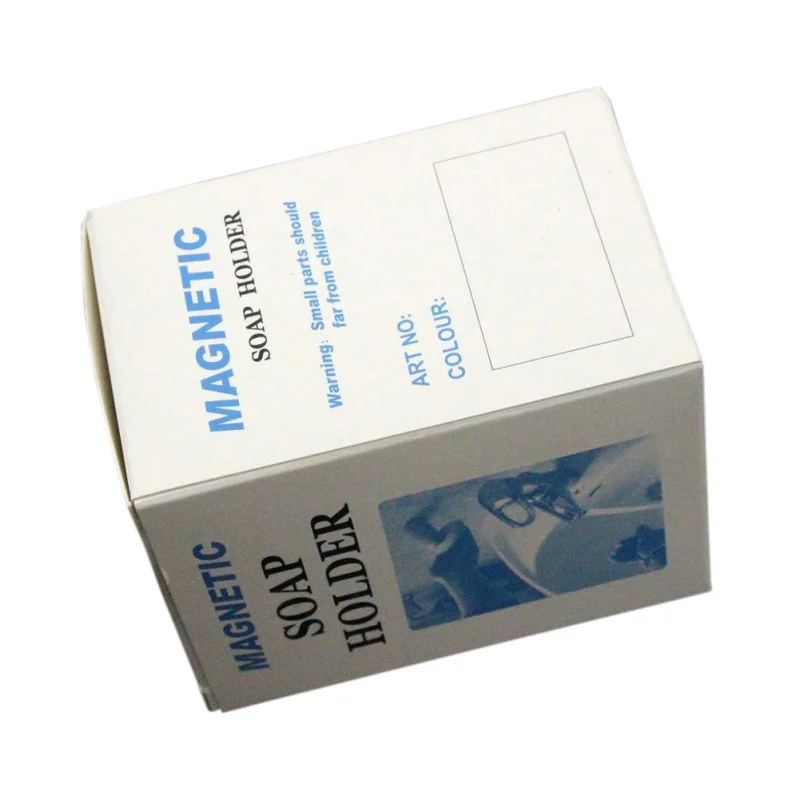 MAGNETIC
SOAP HOLDER
Warning: Small parts should
far from children
ART NO:
COLOUR:
MAGNETIC
SOAP
HOLDER